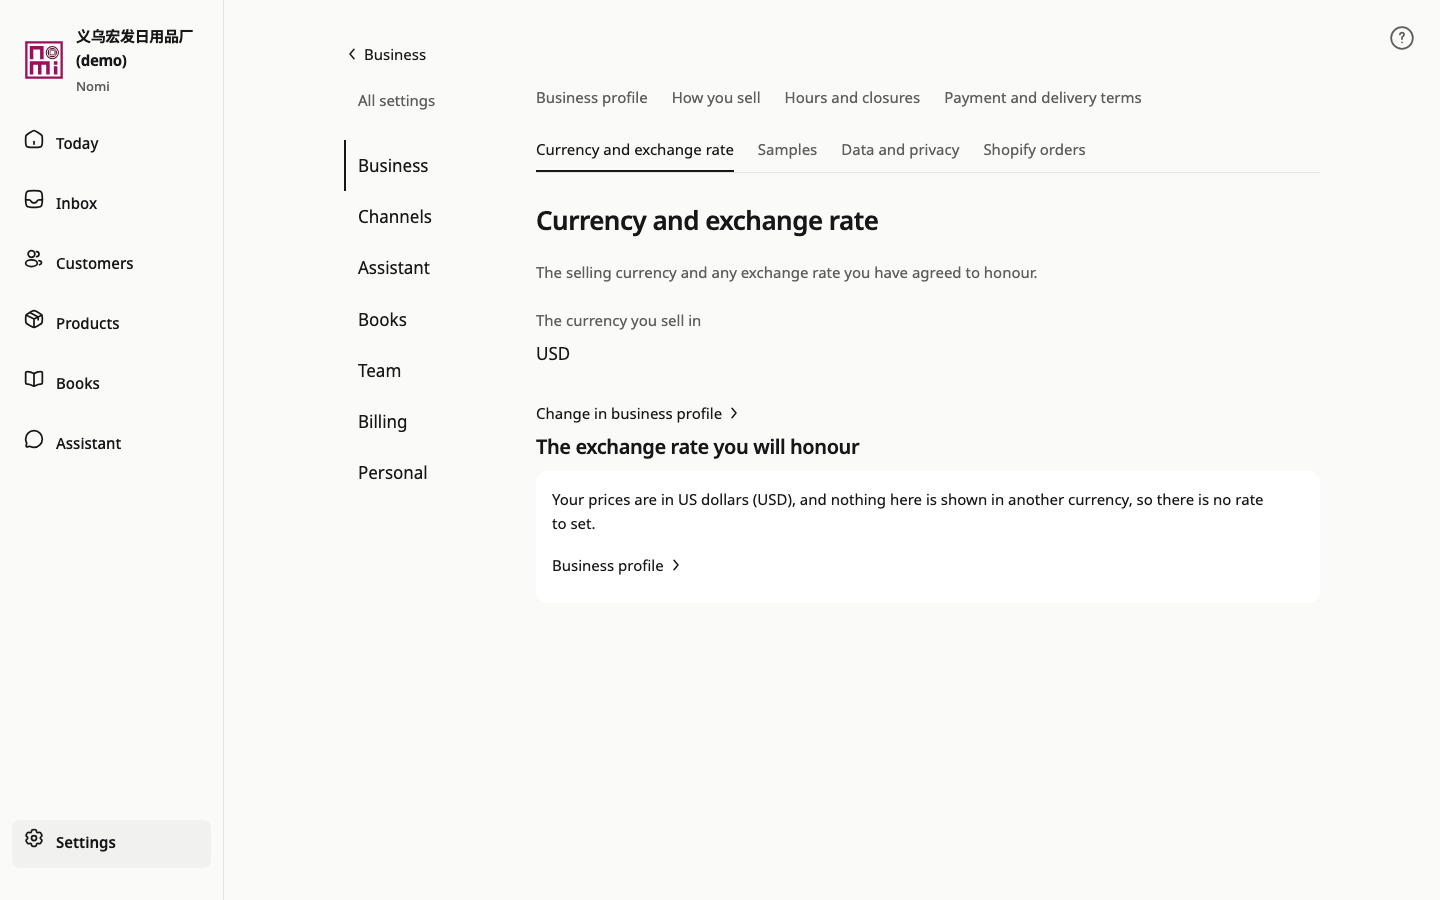 义乌宏发日用品厂
(demo)
Nomi
Today
Inbox
Customers
Products
Books
Assistant
Settings
Business
All settings
Business
Channels
Assistant
Books
Team
Billing
Personal
Business profile How you sell Hours and closures Payment and delivery terms
Currency and exchange rate Samples Data and privacy Shopify orders
Currency and exchange rate
The selling currency and any exchange rate you have agreed to honour.
The currency you sell in
USD
Change in business profile
The exchange rate you will honour
Your prices are in US dollars (USD), and nothing here is shown in another currency, so there is no rate
to set.
Business profile